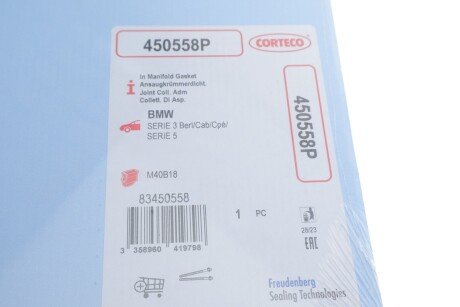 450558P
CORTECO
In Manifold Gasket
Ansaugkrümmerdicht.
Joint Coll. Adm
Collett. Di Asp.
BMW
SERIE 3 Berl/Cab/Cpé/
SERIE 5
450558P
M40B18
83450558
1 PC
3 358960 419798
28/23
EAC
Freudenberg
Sealing Technologies